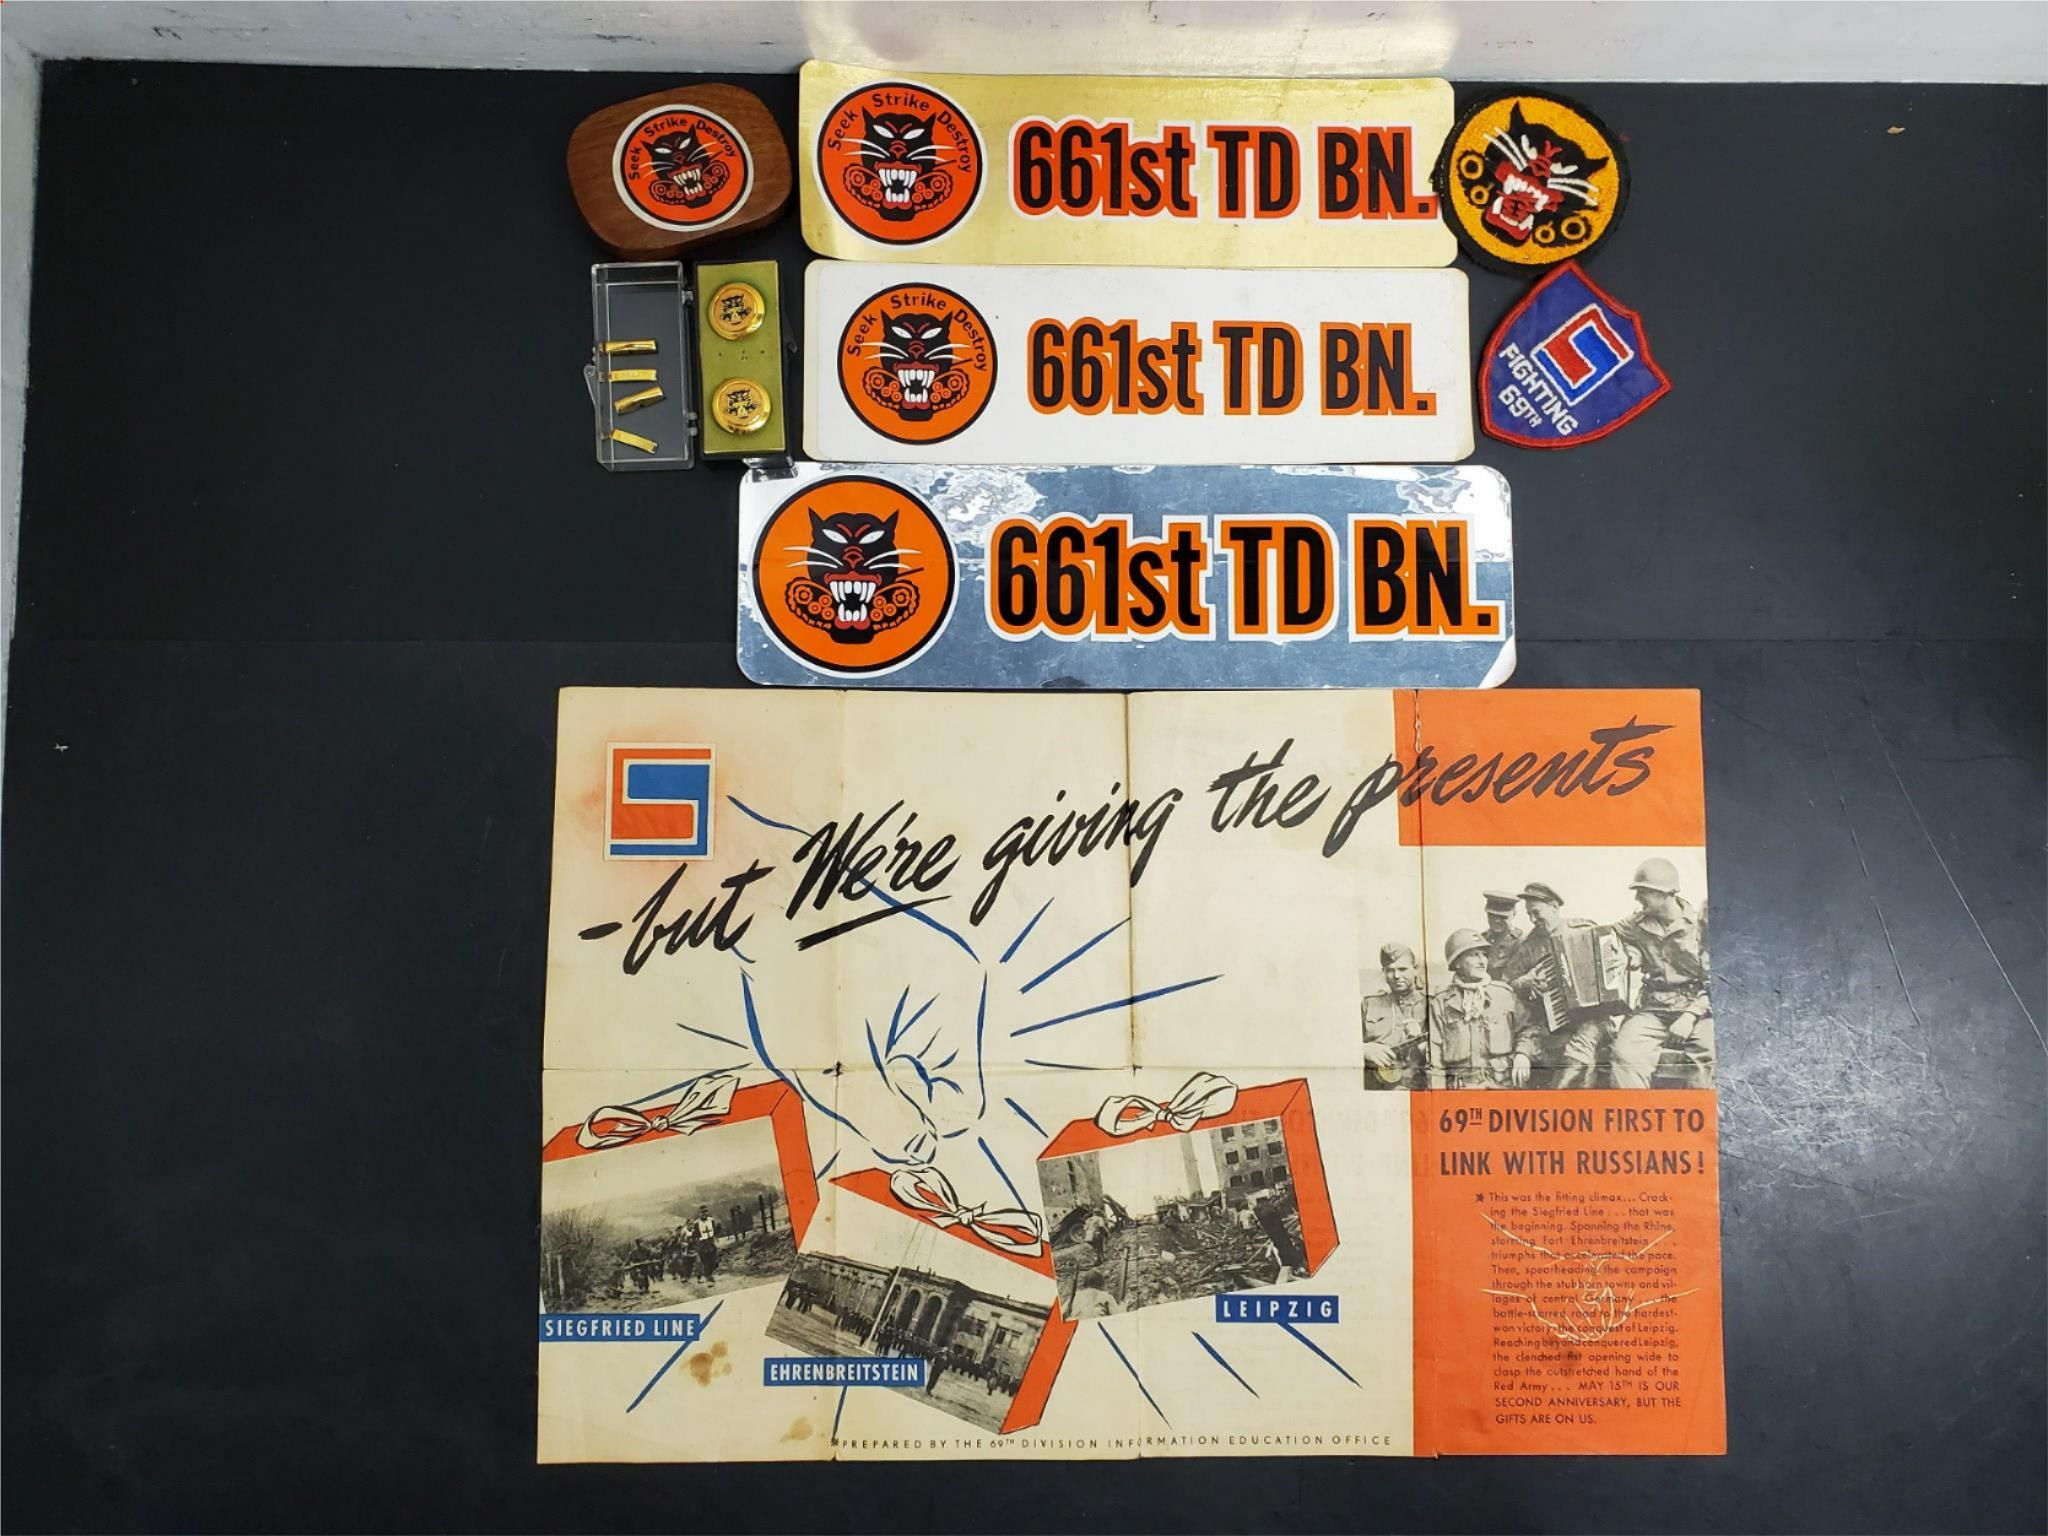 Seek Strike Destroy
Seek Strike Destroy
661st TD BN.
Seek Strike Destroy
661st TD BN.
FIGHTING
69TH
661st TD BN.
-but We're giving the presents
69TH DIVISION FIRST TO
LINK WITH RUSSIANS!
★ This was the fitting climax... Crack-
ing the Siegfried Line... that was
the beginning. Spanning the Rhine,
storming Fort Ehrenbreitstein...
triumphs that accelerated the pace.
Then, spearheading the campaign
through the stubborn towns and vil-
lages of central Germany... the
battle-scarred road to the hardest-
won victory-the conquest of Leipzig.
Reaching beyond conquered Leipzig,
the clenched fist opening wide to
clasp the outstretched hand of the
Red Army... MAY 15TH IS OUR
SECOND ANNIVERSARY, BUT THE
GIFTS ARE ON US.
SIEGFRIED LINE
EHRENBREITSTEIN
LEIPZIG
★PREPARED BY THE 69TH DIVISION INFORMATION EDUCATION OFFICE